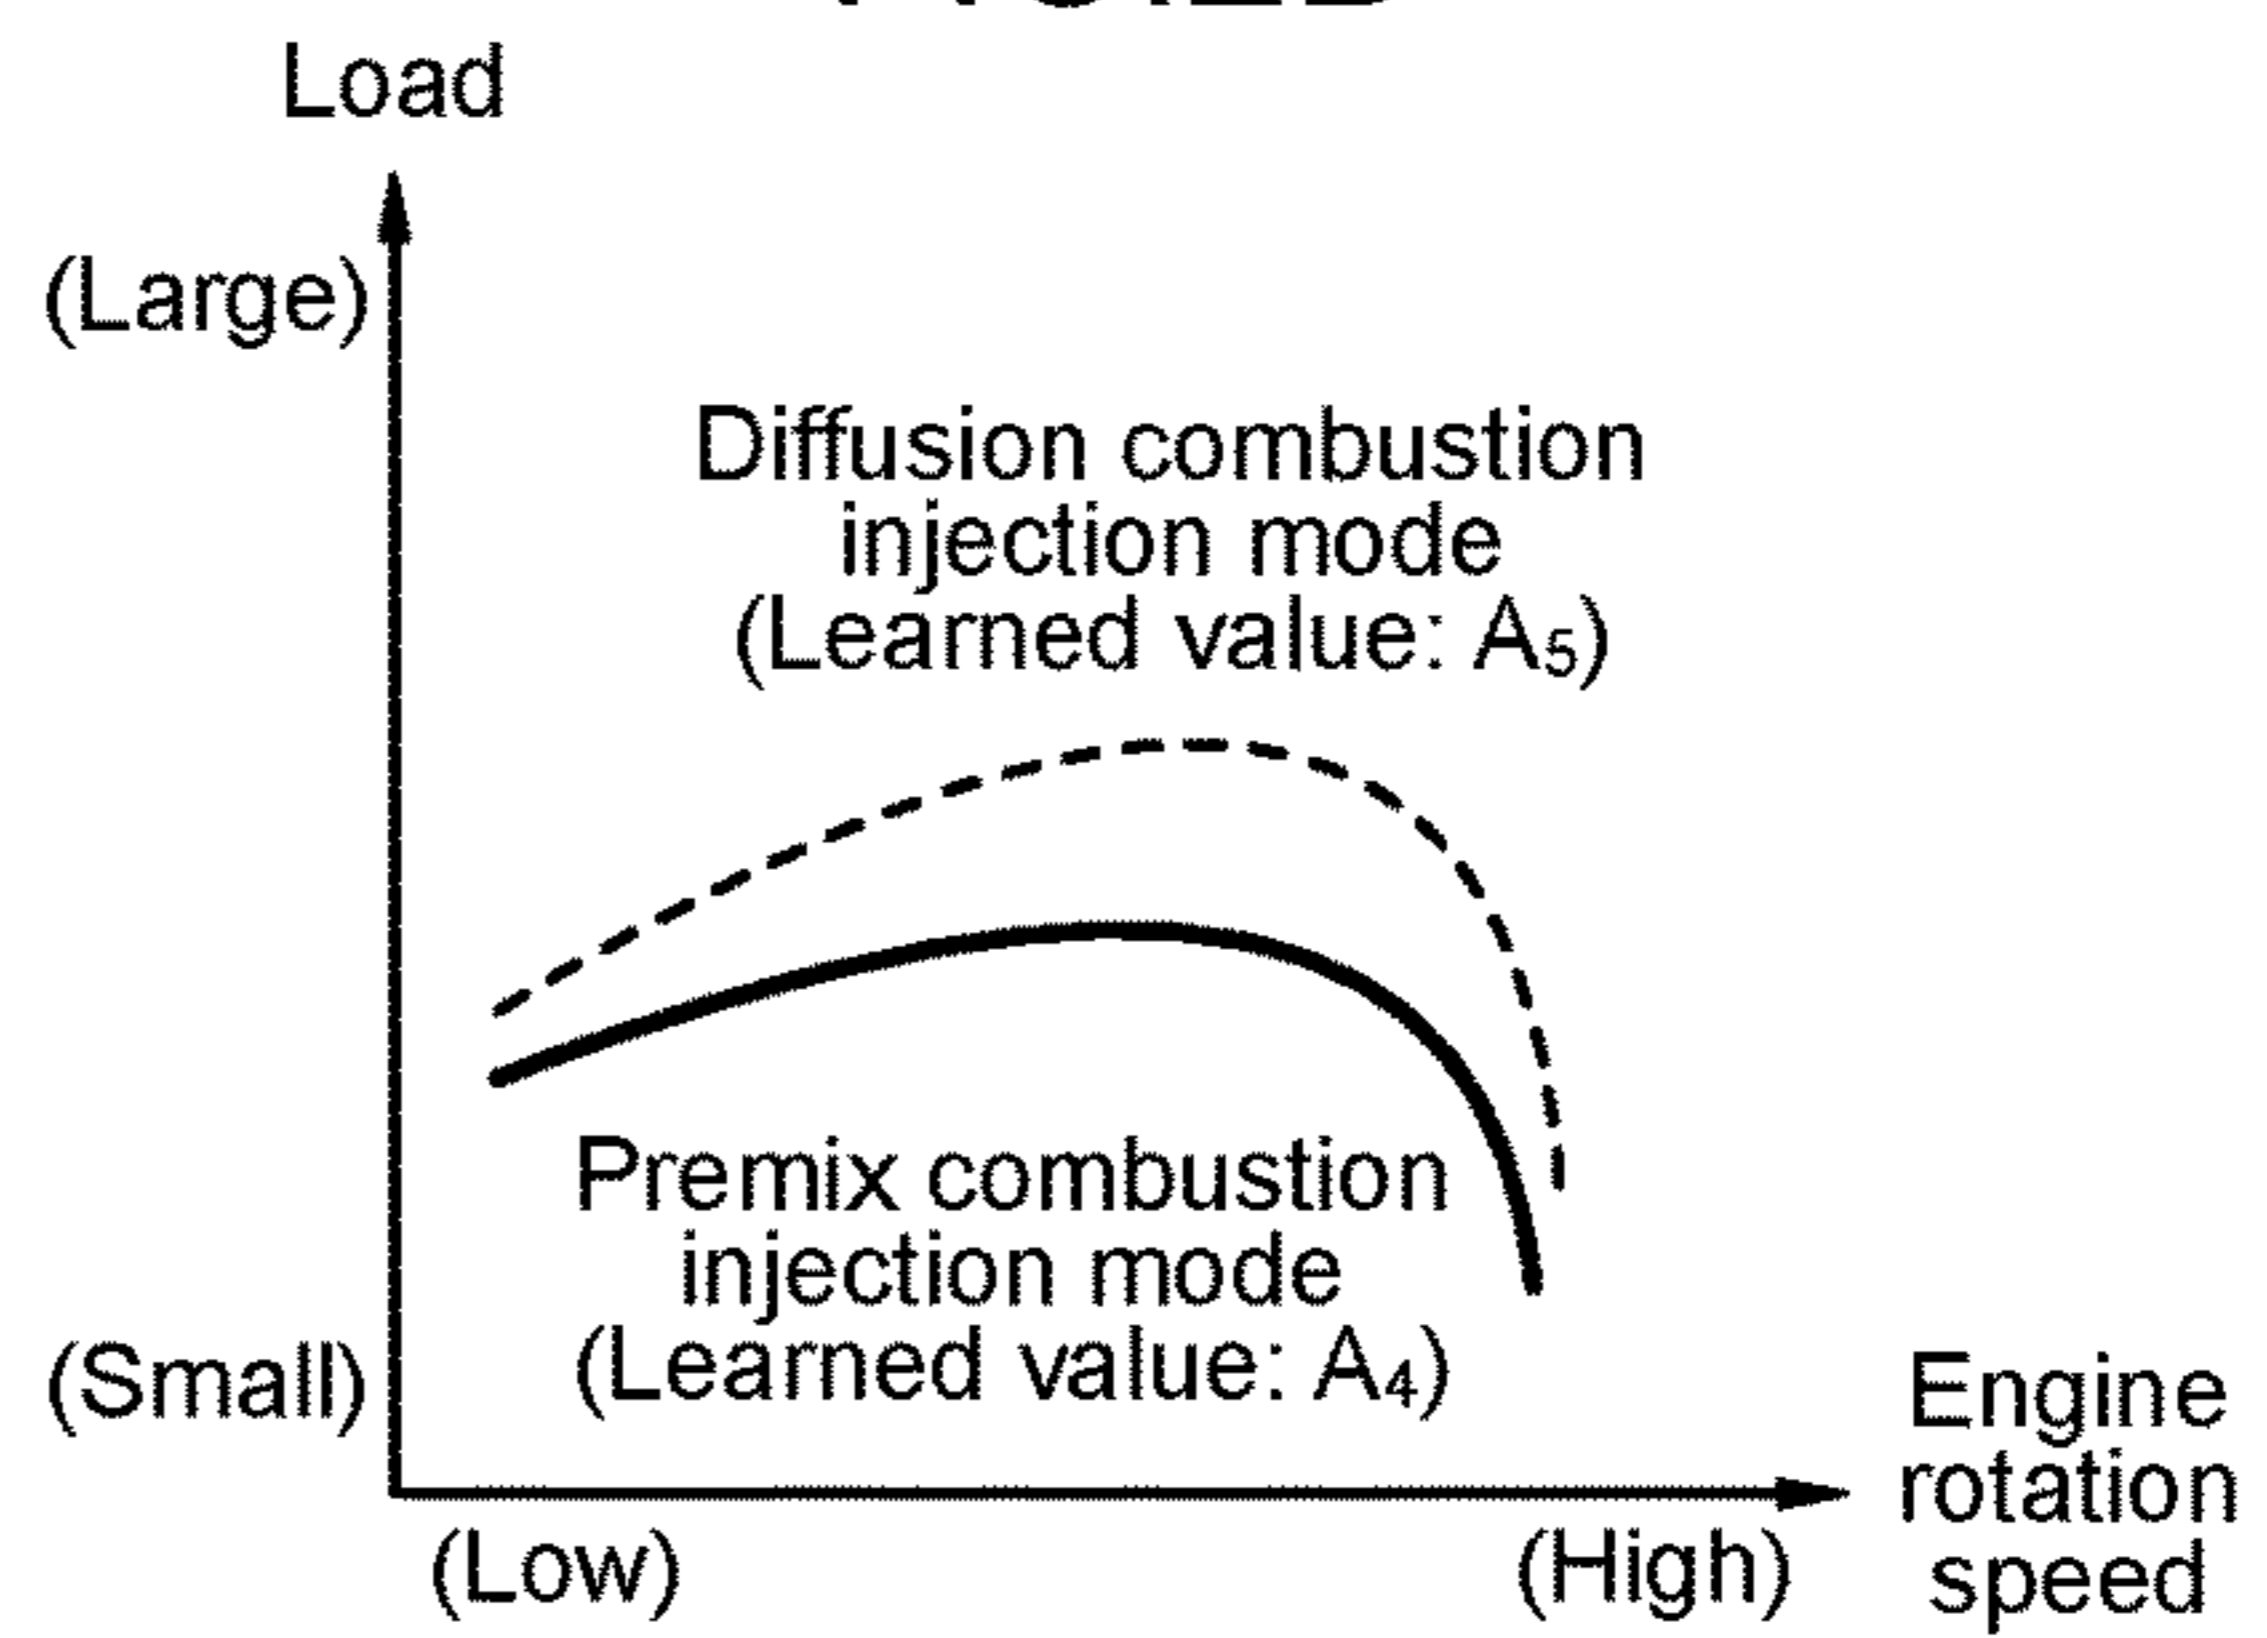 Load
(Large)
Diffusion combustion
injection mode
(Learned value: A₅)
Premix combustion
injection mode
(Learned value: A₄)
(Small)
Engine
rotation
speed
(Low)
(High)